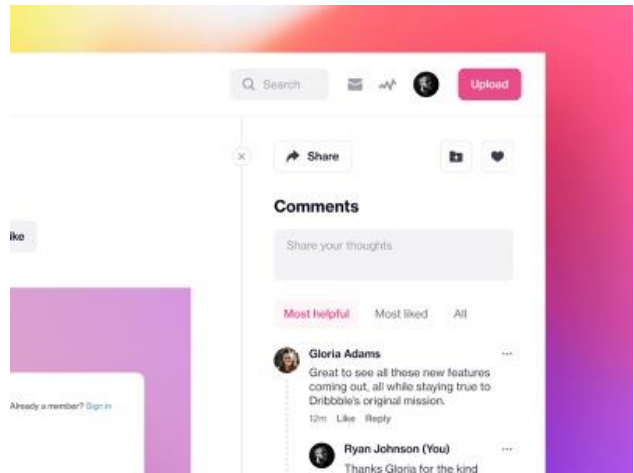 Search
Upload
Share
Comments
ike
Share your thoughts.
Most helpful Most liked All
Gloria Adams
Great to see all these new features
coming out, all while staying true to
Dribbble's original mission.
12m Like Reply
Already a member? Sign in
Ryan Johnson (You)
Thanks Gloria for the kind